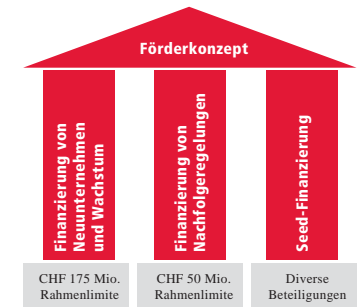 Förderkonzept
Finanzierung von
Neuunternehmen
und Wachstum
Finanzierung von
Nachfolgeregelungen
Seed-Finanzierung
CHF 175 Mio.
Rahmenlimite
CHF 50 Mio.
Rahmenlimite
Diverse
Beteiligungen